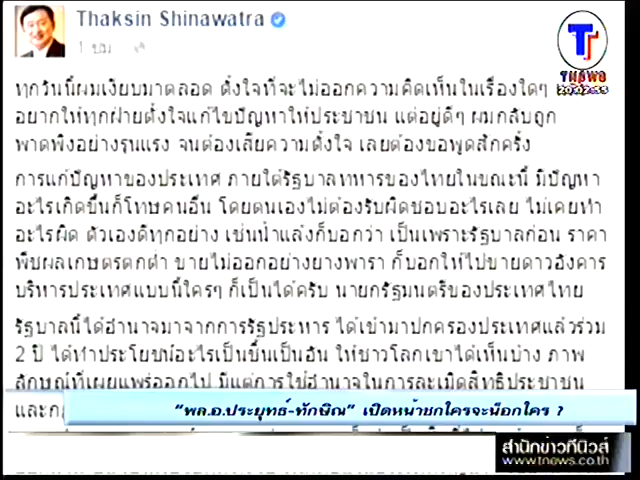 Thaksin Shinawatra
1 ชม
T
TNEWS
20:02:55
ทุกวันนี้ผมเงียบมาตลอด ตั้งใจที่จะไม่ออกความคิดเห็นในเรื่องใดๆ
อยากให้ทุกฝ่ายตั้งใจแก้ไขปัญหาให้ประชาชน แต่อยู่ดีๆ ผมกลับถูก
พาดพิงอย่างรุนแรง จนต้องเสียความตั้งใจ เลยต้องขอพูดสักครั้ง
การแก้ปัญหาของประเทศ ภายใต้รัฐบาลทหารของไทยในขณะนี้ มีปัญหา
อะไรเกิดขึ้นก็โทษคนอื่น โดยตนเองไม่ต้องรับผิดชอบอะไรเลย ไม่เคยทำ
อะไรผิด ตัวเองดีทุกอย่าง เช่นน้ำแล้งก็บอกว่า เป็นเพราะรัฐบาลก่อน ราคา
พืชผลเกษตรตกต่ำ ขายไม่ออกอย่างยางพารา ก็บอกให้ไปขายดาวอังคาร
บริหารประเทศแบบนี้ใครๆ ก็เป็นได้ครับ นายกรัฐมนตรีของประเทศไทย
รัฐบาลนี้ได้อำนาจมาจากการรัฐประหาร ได้เข้ามาปกครองประเทศแล้วร่วม
2 ปี ได้ทำประโยชน์อะไรเป็นชิ้นเป็นอัน ให้ชาวโลกเขาได้เห็นบ้าง ภาพ
ลักษณ์ที่เผยแพร่ออกไป มีแต่การใช้อำนาจในการละเมิดสิทธิประชาชน
"พล.อ.ประยุทธ์-ทักษิณ" เปิดหน้าชกใครจะน็อกใคร ?
สำนักข่าวทีนิวส์
www.tnews.co.th